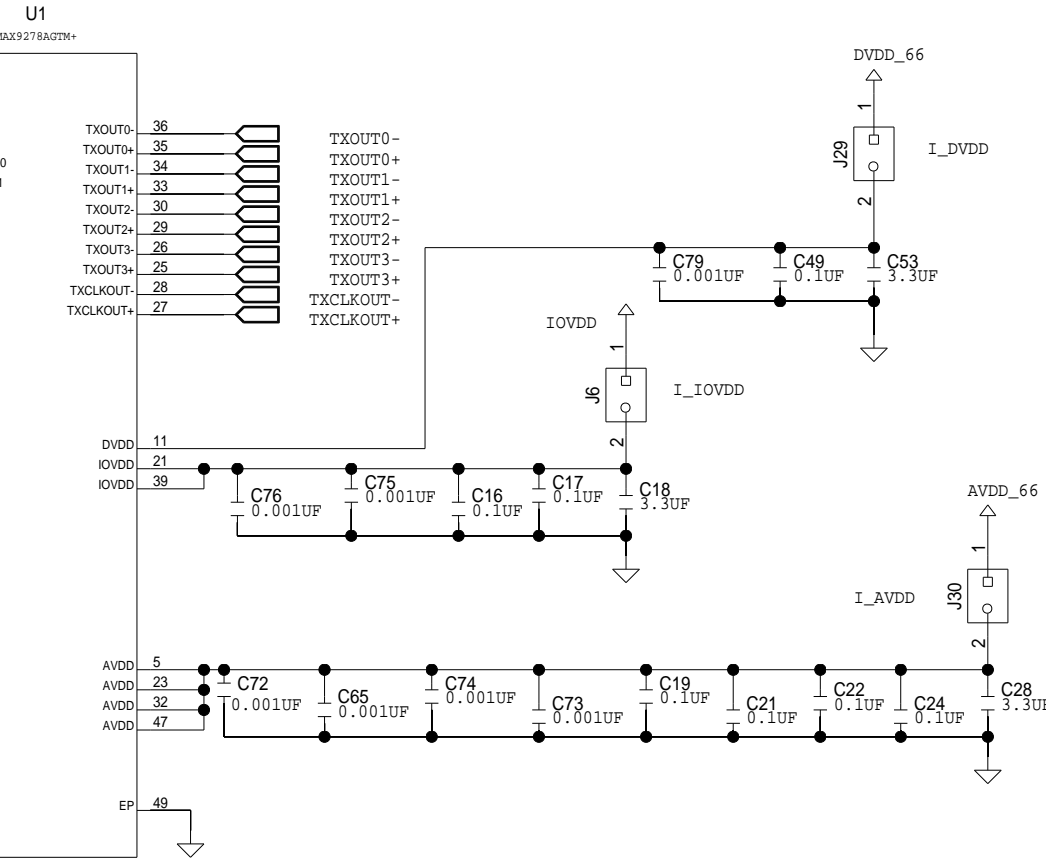 U1
MAX9278AGTM+
TXOUT0- 36 TXOUT0-
TXOUT0+ 35 TXOUT0+
TXOUT1- 34 TXOUT1-
TXOUT1+ 33 TXOUT1+
TXOUT2- 30 TXOUT2-
TXOUT2+ 29 TXOUT2+
TXOUT3- 26 TXOUT3-
TXOUT3+ 25 TXOUT3+
TXCLKOUT- 28 TXCLKOUT-
TXCLKOUT+ 27 TXCLKOUT+
DVDD_66
1
J29 I_DVDD
2
C79 C49 C53
0.001UF 0.1UF 3.3UF
IOVDD
1
J6 I_IOVDD
2
DVDD 11
IOVDD 21
IOVDD 39
C76 C75 C16 C17 C18
0.001UF 0.001UF 0.1UF 0.1UF 3.3UF
AVDD_66
1
I_AVDD J30
2
AVDD 5
AVDD 23
AVDD 32
AVDD 47
C72 C65 C74 C73 C19 C21 C22 C24 C28
0.001UF 0.001UF 0.001UF 0.001UF 0.1UF 0.1UF 0.1UF 0.1UF 3.3UF
EP 49